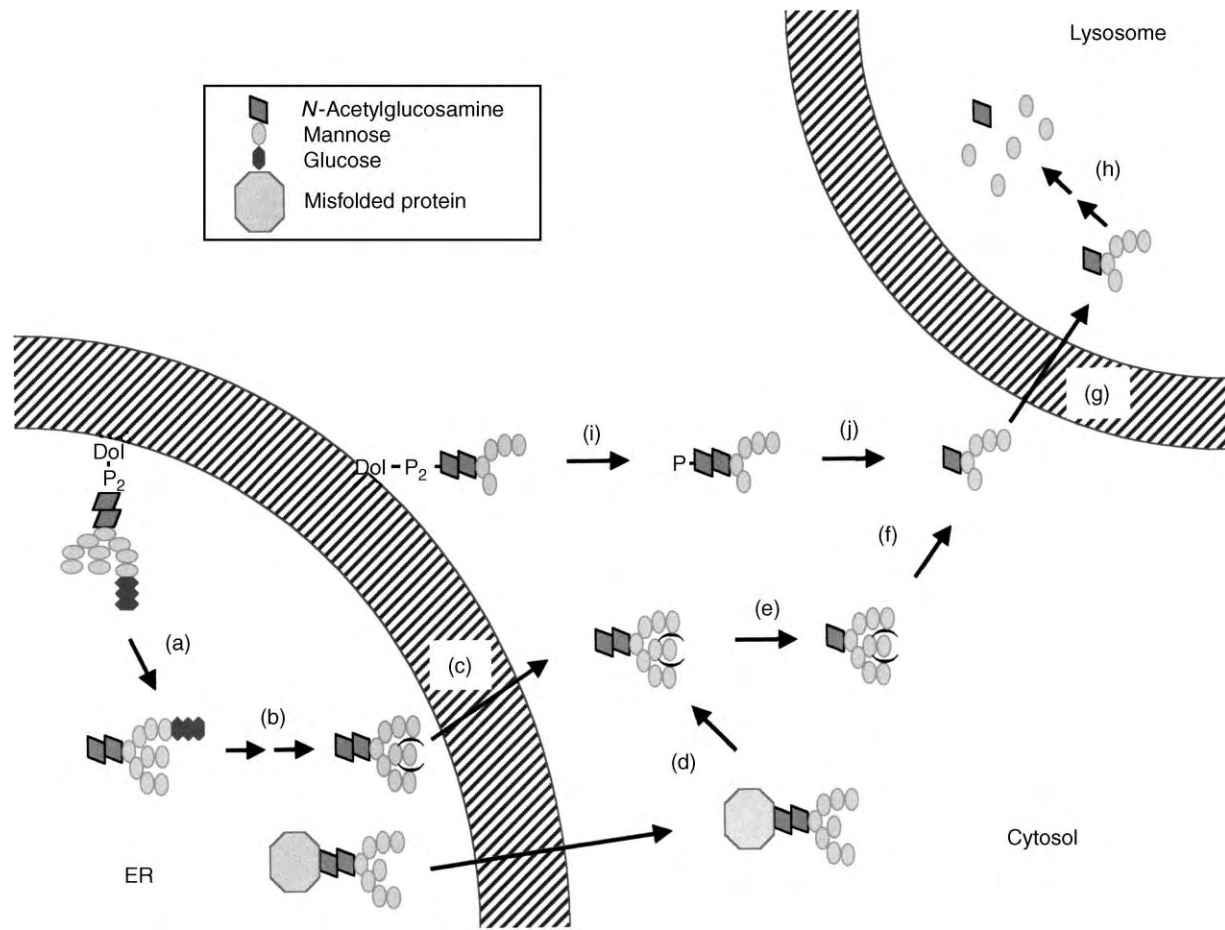 Lysosome
N-Acetylglucosamine
Mannose
Glucose
Misfolded protein
(h)
(g)
Dol
P2
Dol-P2
(i)
P
(j)
(f)
(a)
(c)
(e)
(b)
(d)
ER
Cytosol